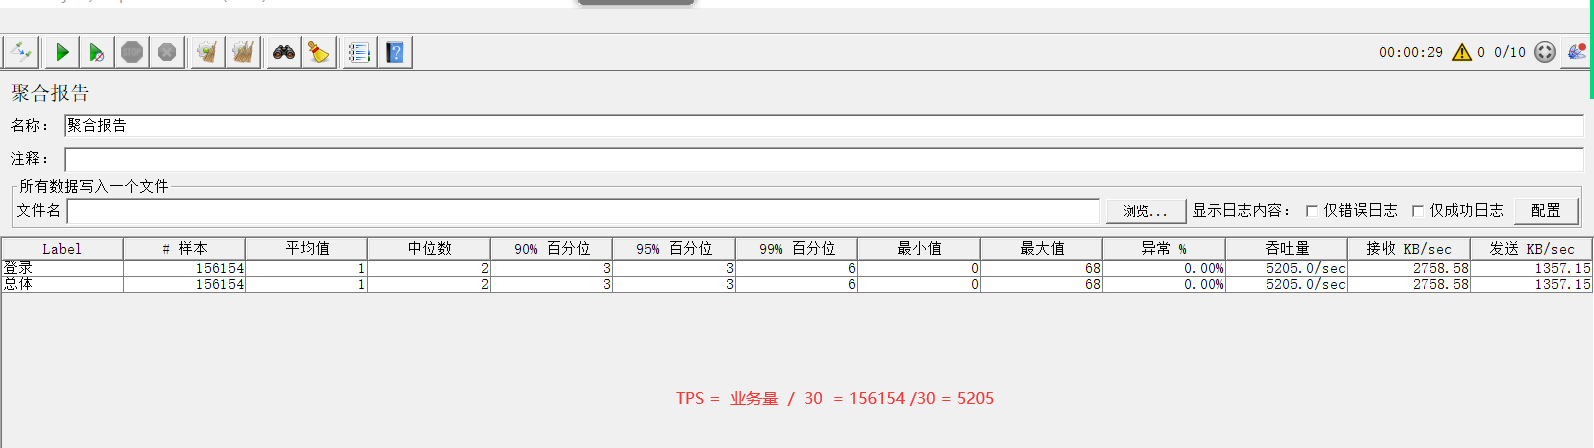 00:00:29 0 0/10
聚合报告
名称： 聚合报告
注释：
所有数据写入一个文件
文件名 浏览... 显示日志内容： 仅错误日志 仅成功日志 配置
Label # 样本 平均值 中位数 90% 百分位 95% 百分位 99% 百分位 最小值 最大值 异常 % 吞吐量 接收 KB/sec 发送 KB/sec
登录 156154 1 2 3 3 6 0 68 0.00% 5205.0/sec 2758.58 1357.15
总体 156154 1 2 3 3 6 0 68 0.00% 5205.0/sec 2758.58 1357.15
TPS = 业务量 / 30 = 156154 /30 = 5205